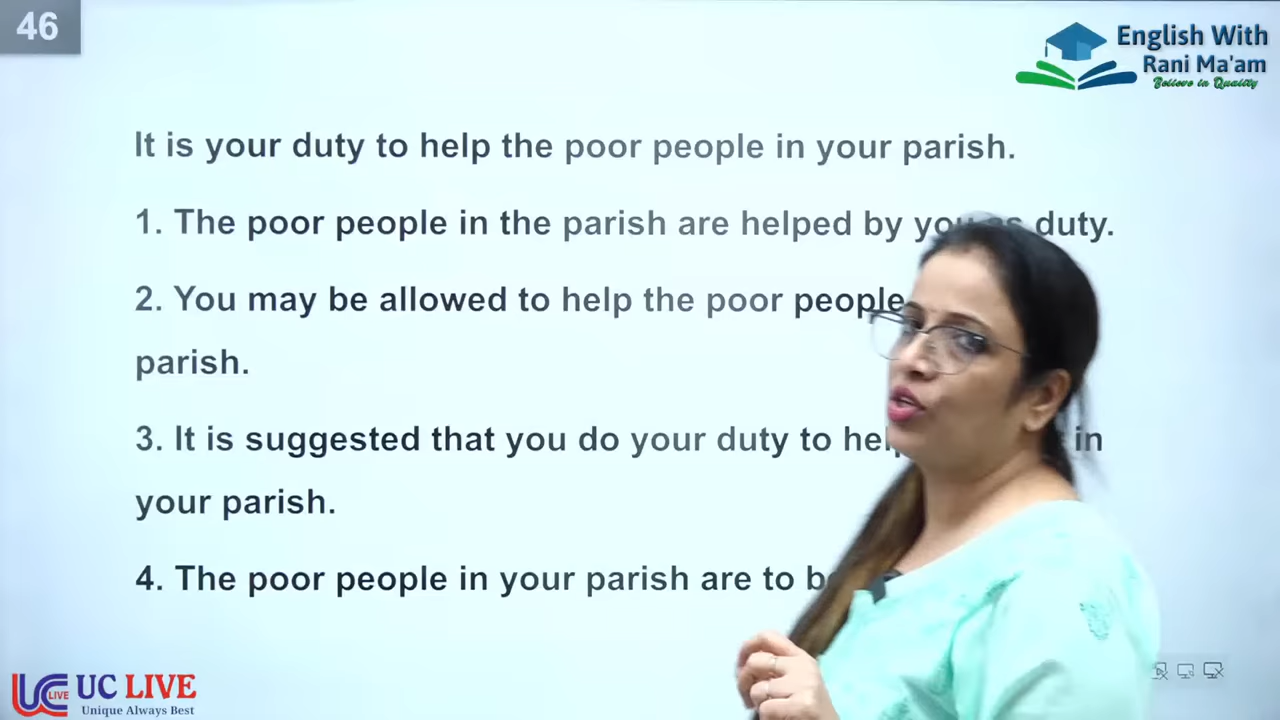 46
English With
Rani Ma'am
Believe in Quality
It is your duty to help the poor people in your parish.
1. The poor people in the parish are helped by you as duty.
2. You may be allowed to help the poor people
parish.
3. It is suggested that you do your duty to in
your parish.
4. The poor people in your parish are to
UC LIVE
LIVE
Unique Always Best